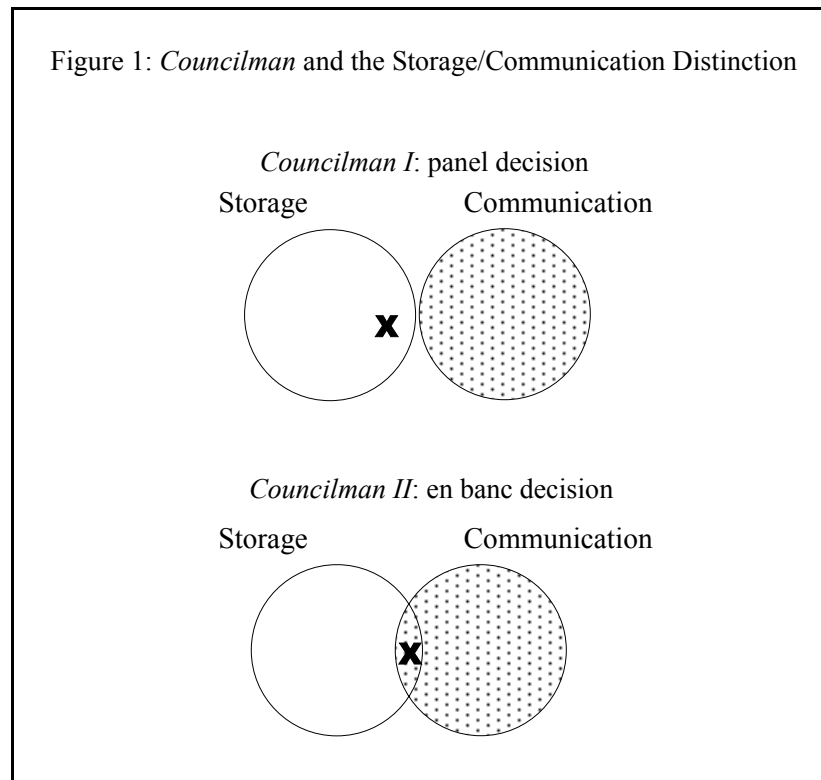 Figure 1: Councilman and the Storage/Communication Distinction
Councilman I: panel decision
Storage Communication
x
Councilman II: en banc decision
Storage Communication
x